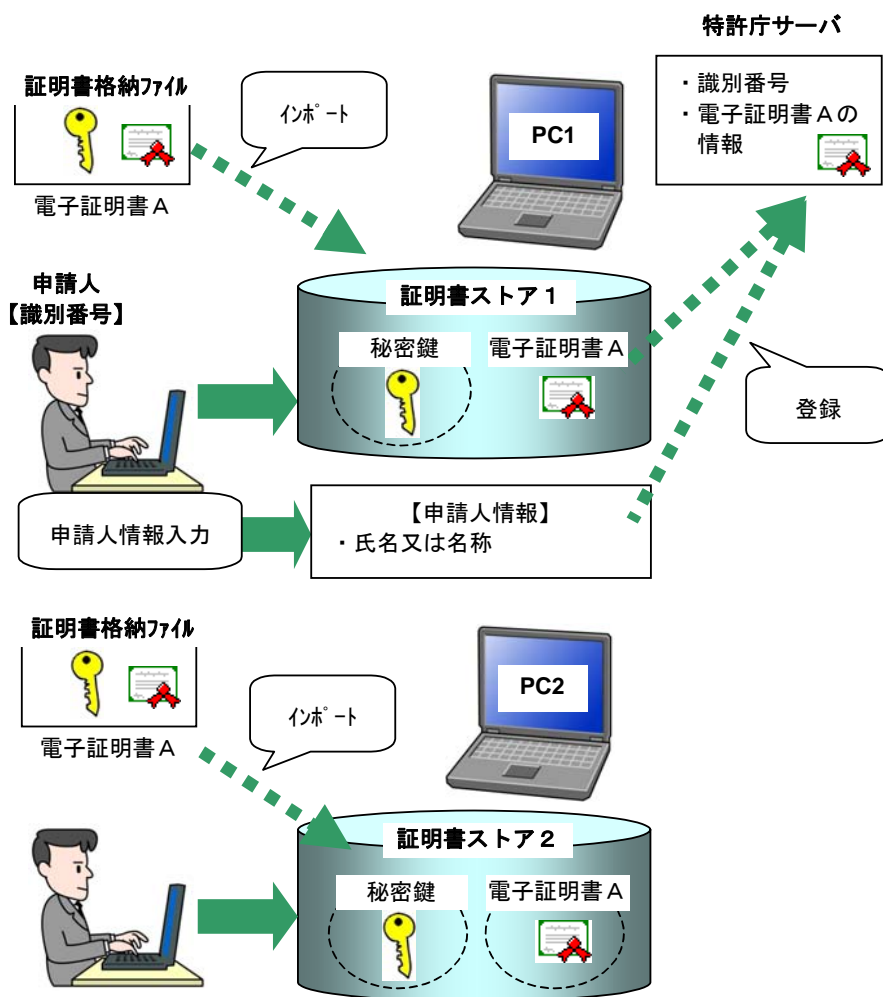 特許庁サーバ
証明書格納ﾌｧｲﾙ
ｲﾝﾎﾟｰﾄ
PC1
・識別番号
・電子証明書Ａの
情報
電子証明書Ａ
申請人
【識別番号】
証明書ストア１
秘密鍵
電子証明書Ａ
登録
申請人情報入力
【申請人情報】
・氏名又は名称
証明書格納ﾌｧｲﾙ
ｲﾝﾎﾟｰﾄ
PC2
電子証明書Ａ
証明書ストア２
秘密鍵
電子証明書Ａ